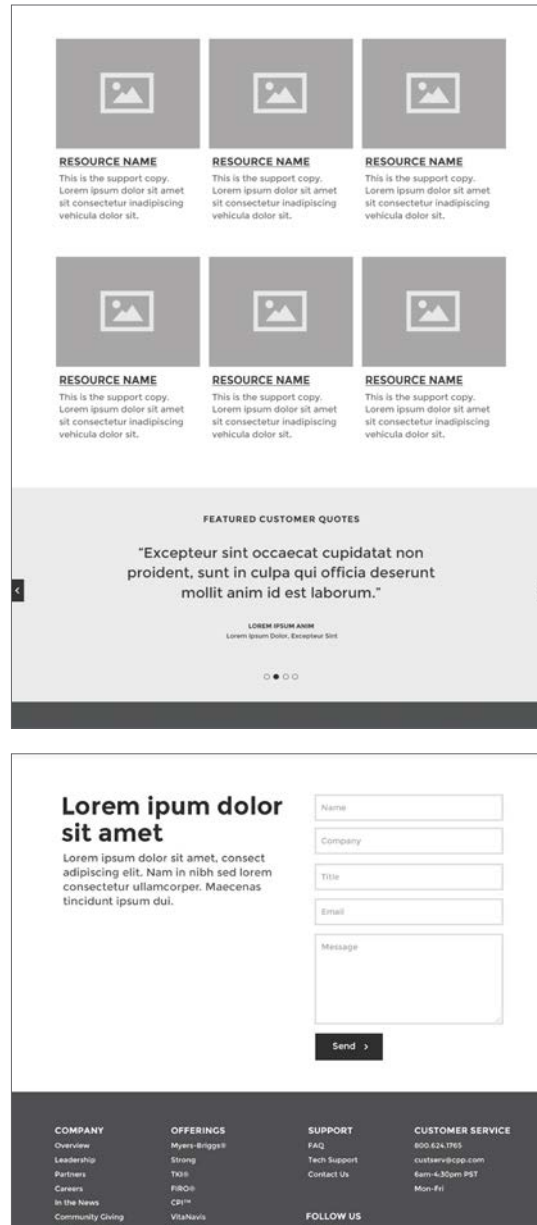 RESOURCE NAME
This is the support copy.
Lorem ipsum dolor sit amet
sit consectetur inadipiscing
vehicula dolor sit.
RESOURCE NAME
This is the support copy.
Lorem ipsum dolor sit amet
sit consectetur inadipiscing
vehicula dolor sit.
RESOURCE NAME
This is the support copy.
Lorem ipsum dolor sit amet
sit consectetur inadipiscing
vehicula dolor sit.
RESOURCE NAME
This is the support copy.
Lorem ipsum dolor sit amet
sit consectetur inadipiscing
vehicula dolor sit.
RESOURCE NAME
This is the support copy.
Lorem ipsum dolor sit amet
sit consectetur inadipiscing
vehicula dolor sit.
RESOURCE NAME
This is the support copy.
Lorem ipsum dolor sit amet
sit consectetur inadipiscing
vehicula dolor sit.
FEATURED CUSTOMER QUOTES
"Excepteur sint occaecat cupidatat non
proident, sunt in culpa qui officia deserunt
mollit anim id est laborum."
LOREM IPSUM ANIM
Lorem Ipsum Dolor, Excepteur Sint
Lorem ipum dolor
sit amet
Lorem ipsum dolor sit amet, consect
adipiscing elit. Nam in nibh sed lorem
consectetur ullamcorper. Maecenas
tincidunt ipsum dui.
Name
Company
Title
Email
Message
Send
COMPANY
Overview
Leadership
Partners
Careers
In the News
Community Giving
OFFERINGS
Myers-Briggs®
Strong
TKI®
FIRO®
CPI™
VitaNavis
SUPPORT
FAQ
Tech Support
Contact Us
FOLLOW US
CUSTOMER SERVICE
800.624.1765
custserv@cpp.com
6am-4:30pm PST
Mon-Fri